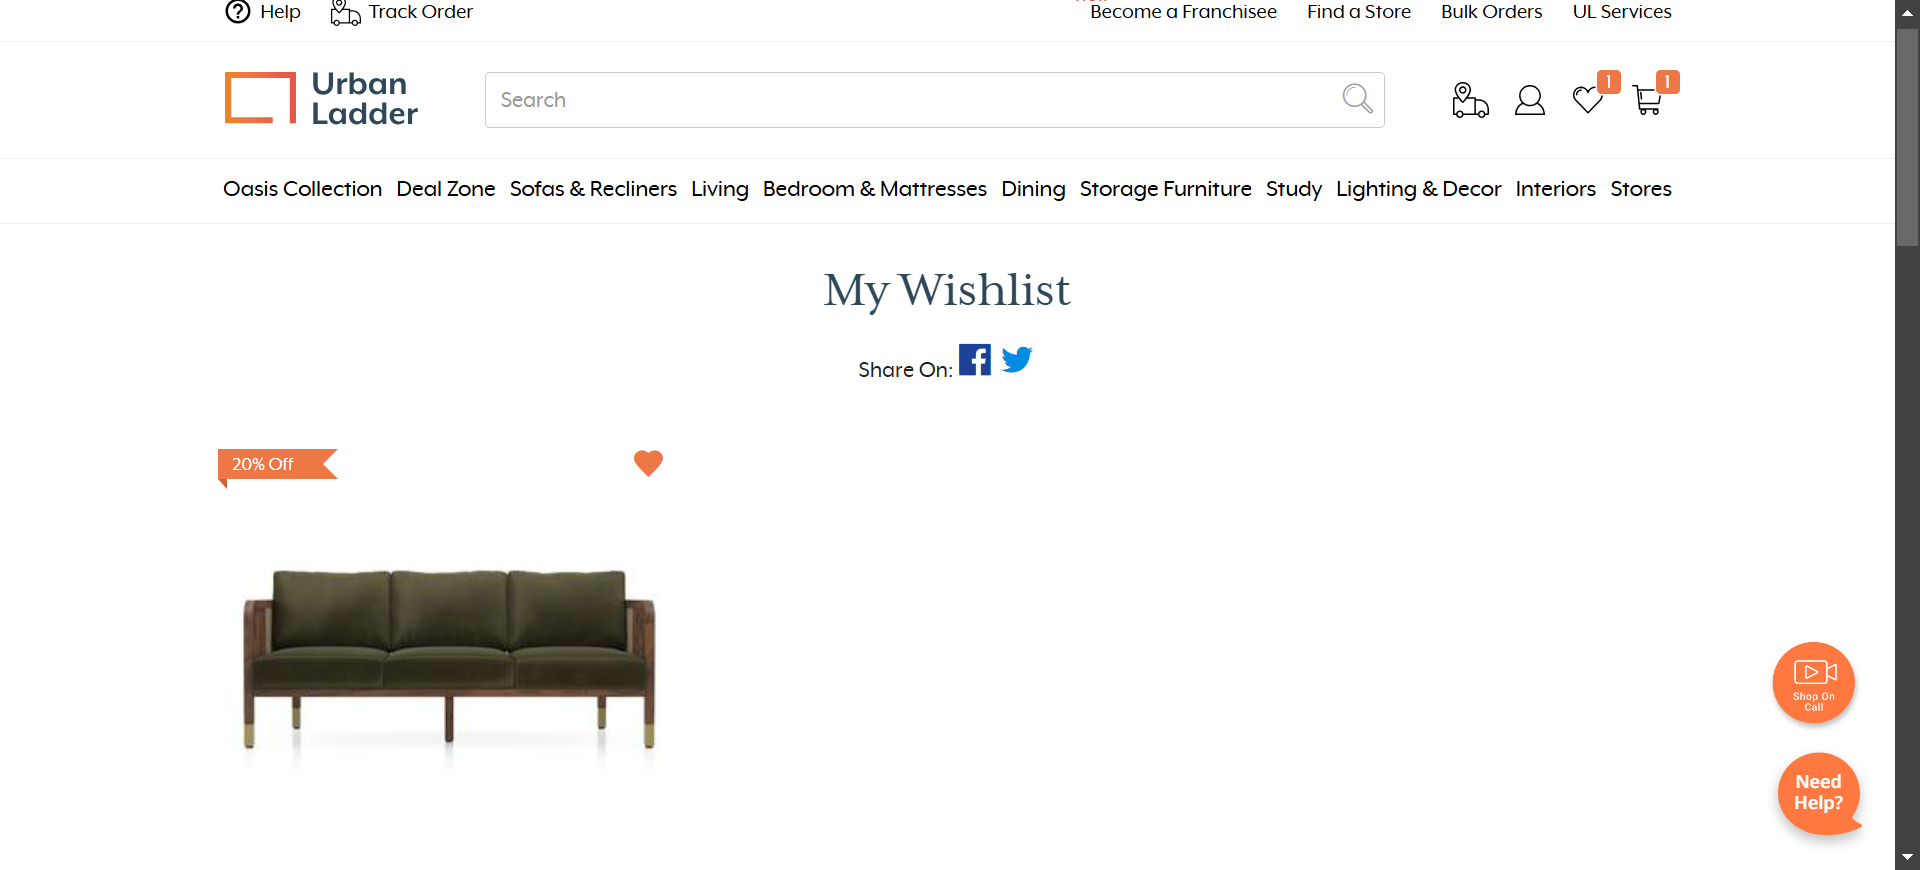 Help
Track Order
Become a Franchisee
Find a Store
Bulk Orders
UL Services
Urban
Ladder
Search
1
1
Oasis Collection
Deal Zone
Sofas & Recliners
Living
Bedroom & Mattresses
Dining
Storage Furniture
Study
Lighting & Decor
Interiors
Stores
My Wishlist
Share On:
20% Off
Shop On
Call
Need
Help?